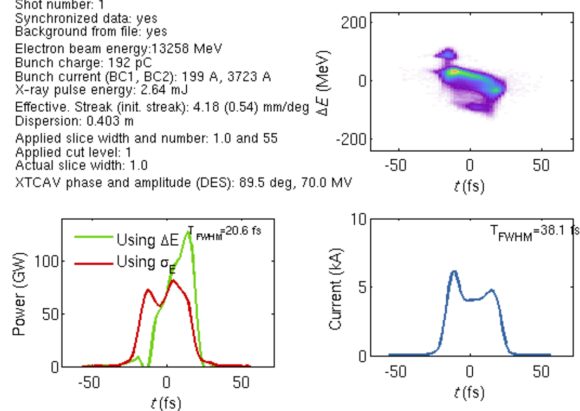 Shot number: 1
Synchronized data: yes
Background from file: yes
Electron beam energy:13258 MeV
Bunch charge: 192 pC
Bunch current (BC1, BC2): 199 A, 3723 A
X-ray pulse energy: 2.64 mJ
Effective. Streak (init. streak): 4.18 (0.54) mm/deg
Dispersion: 0.403 m
Applied slice width and number: 1.0 and 55
Applied cut level: 1
Actual slice width: 1.0
XTCAV phase and amplitude (DES): 89.5 deg, 70.0 MV
200
0
-200
ΔE (MeV)
-50 0 50
t (fs)
Using ΔE
Using σ_E
T_FWHM=20.6 fs
100
50
0
Power (GW)
-50 0 50
t (fs)
T_FWHM=38.1 fs
10
5
0
Current (kA)
-50 0 50
t (fs)